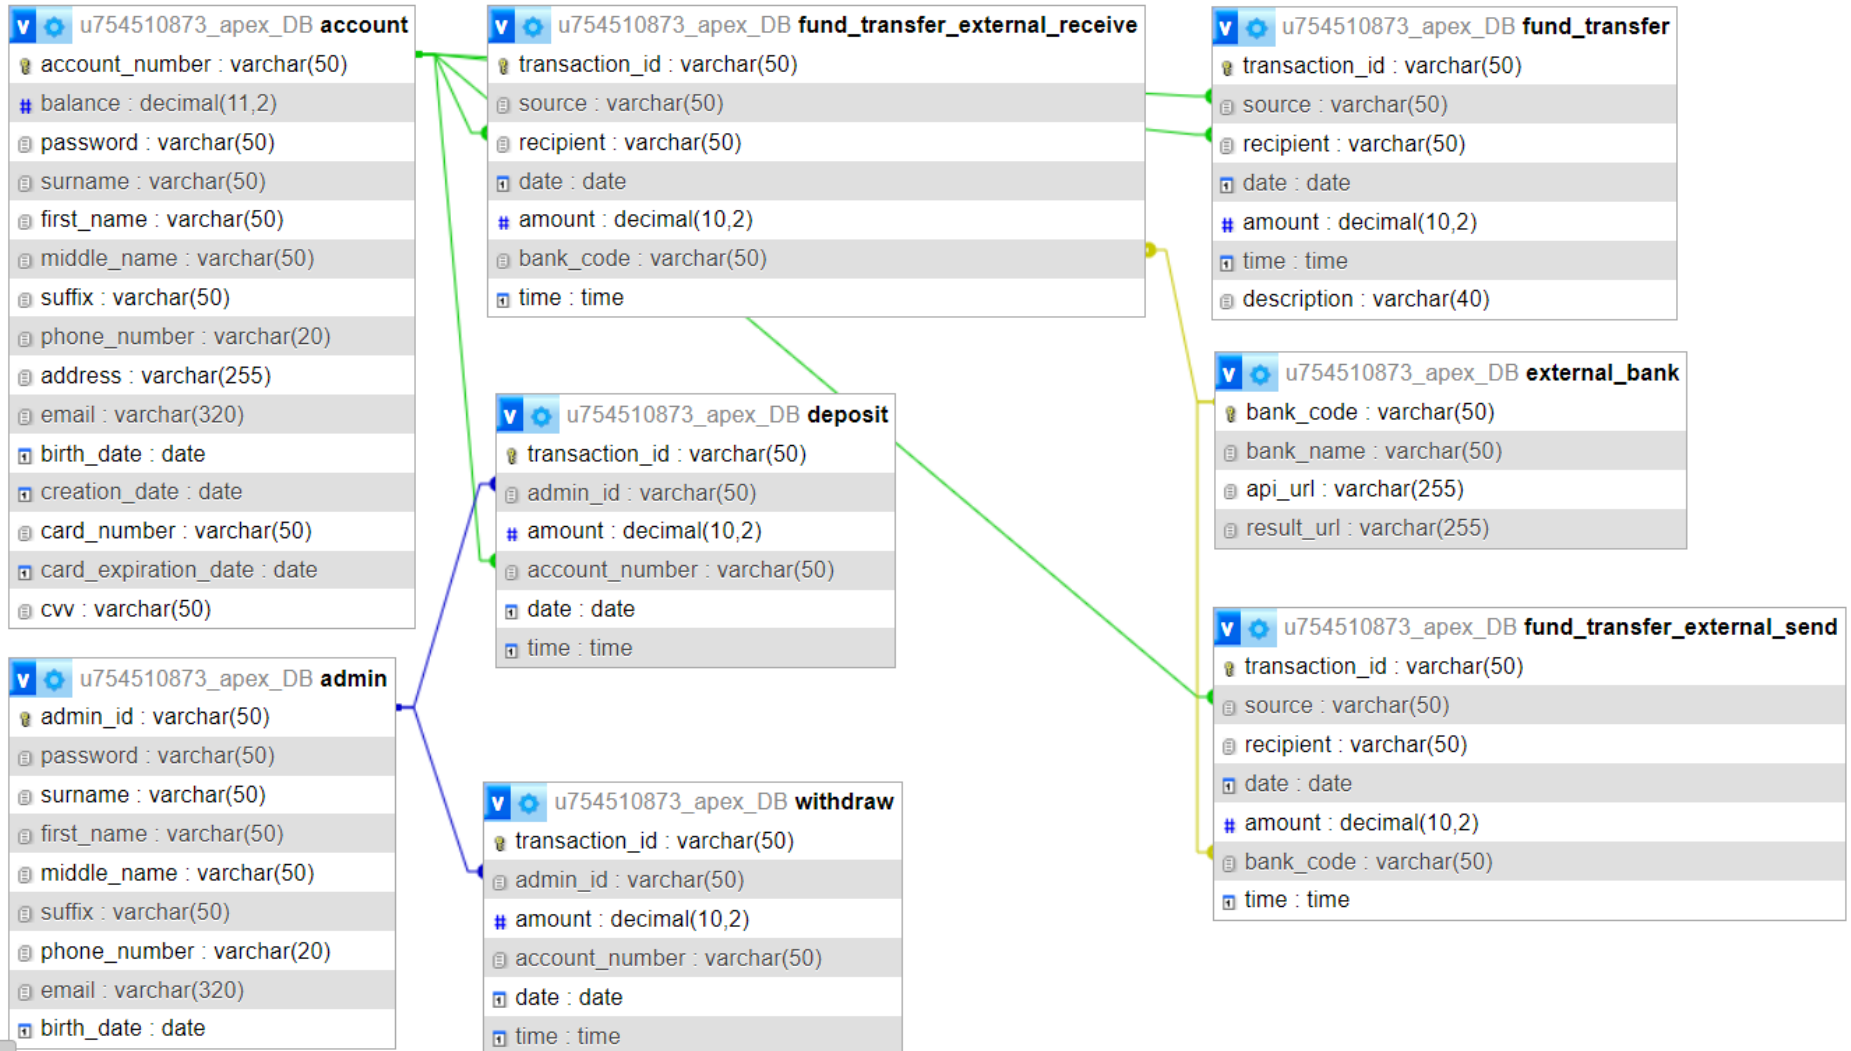 u754510873_apex_DB account
account_number : varchar(50)
balance : decimal(11,2)
password : varchar(50)
surname : varchar(50)
first_name : varchar(50)
middle_name : varchar(50)
suffix : varchar(50)
phone_number : varchar(20)
address : varchar(255)
email : varchar(320)
birth_date : date
creation_date : date
card_number : varchar(50)
card_expiration_date : date
cvv : varchar(50)
u754510873_apex_DB admin
admin_id : varchar(50)
password : varchar(50)
surname : varchar(50)
first_name : varchar(50)
middle_name : varchar(50)
suffix : varchar(50)
phone_number : varchar(20)
email : varchar(320)
birth_date : date
u754510873_apex_DB fund_transfer_external_receive
transaction_id : varchar(50)
source : varchar(50)
recipient : varchar(50)
date : date
amount : decimal(10,2)
bank_code : varchar(50)
time : time
u754510873_apex_DB deposit
transaction_id : varchar(50)
admin_id : varchar(50)
amount : decimal(10,2)
account_number : varchar(50)
date : date
time : time
u754510873_apex_DB withdraw
transaction_id : varchar(50)
admin_id : varchar(50)
amount : decimal(10,2)
account_number : varchar(50)
date : date
time : time
u754510873_apex_DB fund_transfer
transaction_id : varchar(50)
source : varchar(50)
recipient : varchar(50)
date : date
amount : decimal(10,2)
time : time
description : varchar(40)
u754510873_apex_DB external_bank
bank_code : varchar(50)
bank_name : varchar(50)
api_url : varchar(255)
result_url : varchar(255)
u754510873_apex_DB fund_transfer_external_send
transaction_id : varchar(50)
source : varchar(50)
recipient : varchar(50)
date : date
amount : decimal(10,2)
bank_code : varchar(50)
time : time